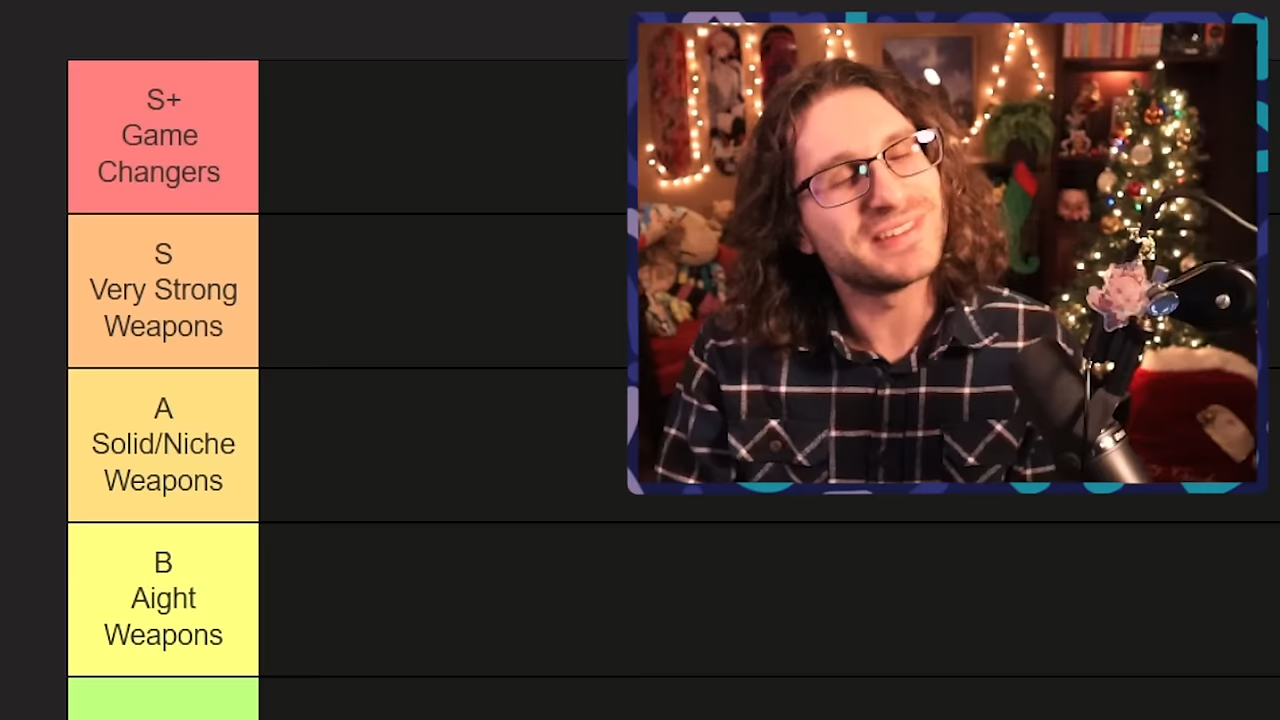 S+
Game
Changers
S
Very Strong
Weapons
A
Solid/Niche
Weapons
B
Aight
Weapons